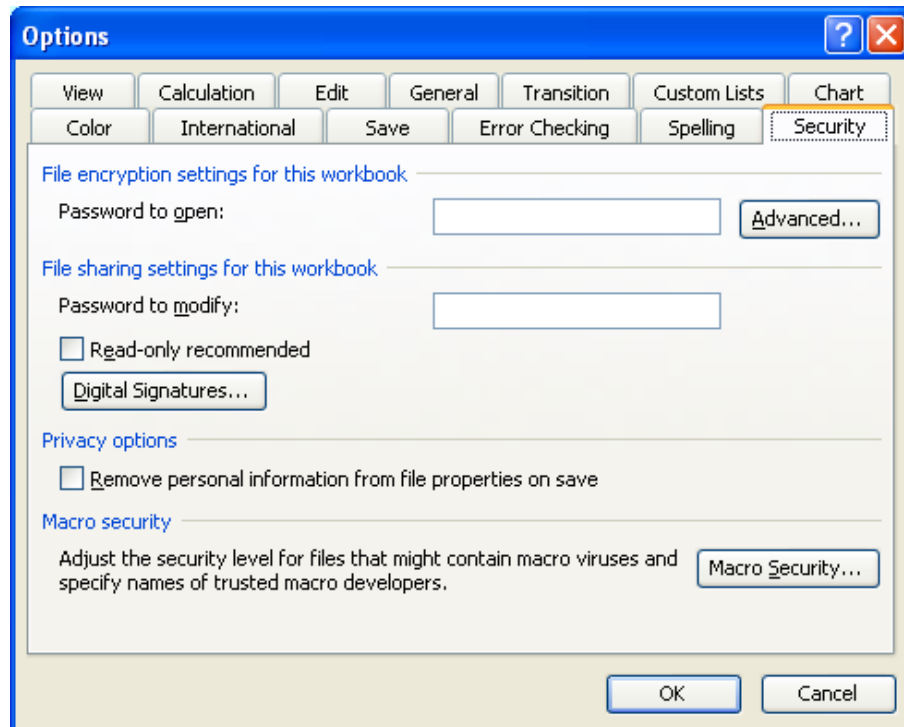 Options
View Calculation Edit General Transition Custom Lists Chart
Color International Save Error Checking Spelling Security
File encryption settings for this workbook
Password to open: Advanced...
File sharing settings for this workbook
Password to modify:
Read-only recommended
Digital Signatures...
Privacy options
Remove personal information from file properties on save
Macro security
Adjust the security level for files that might contain macro viruses and
specify names of trusted macro developers.
Macro Security...
OK Cancel